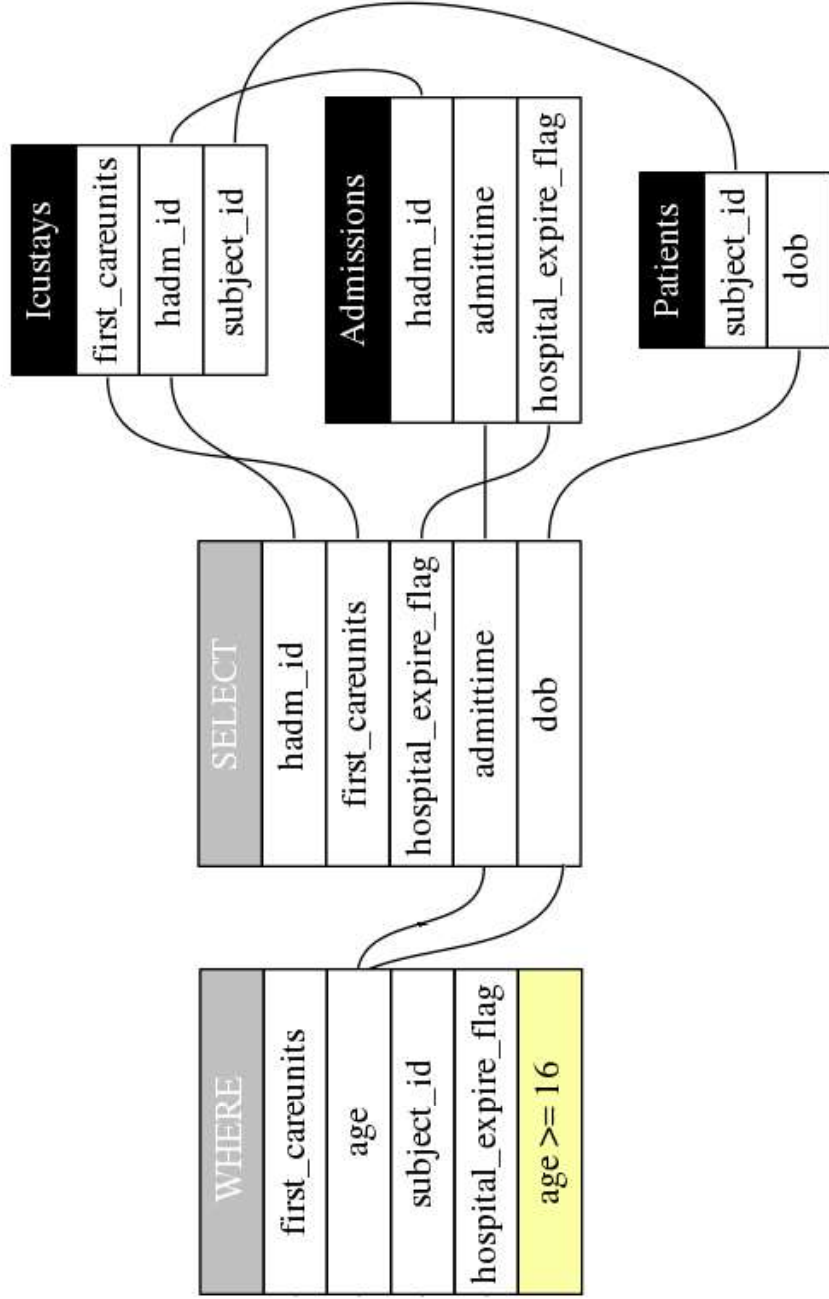 WHERE
first_careunits
age
subject_id
hospital_expire_flag
age >= 16
SELECT
hadm_id
first_careunits
hospital_expire_flag
admittime
dob
Icustays
first_careunits
hadm_id
subject_id
Admissions
hadm_id
admittime
hospital_expire_flag
Patients
subject_id
dob